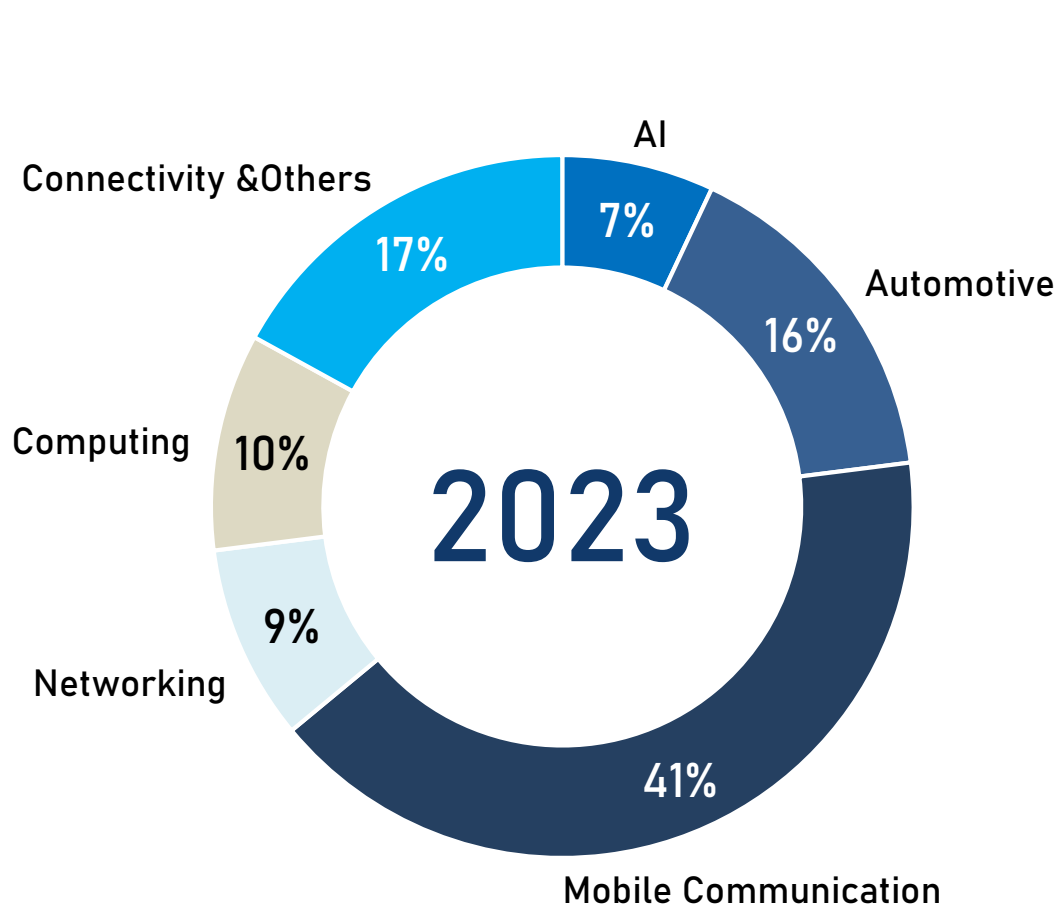 AI
7%
Automotive
16%
Mobile Communication
41%
Networking
9%
Computing
10%
Connectivity &Others
17%
2023